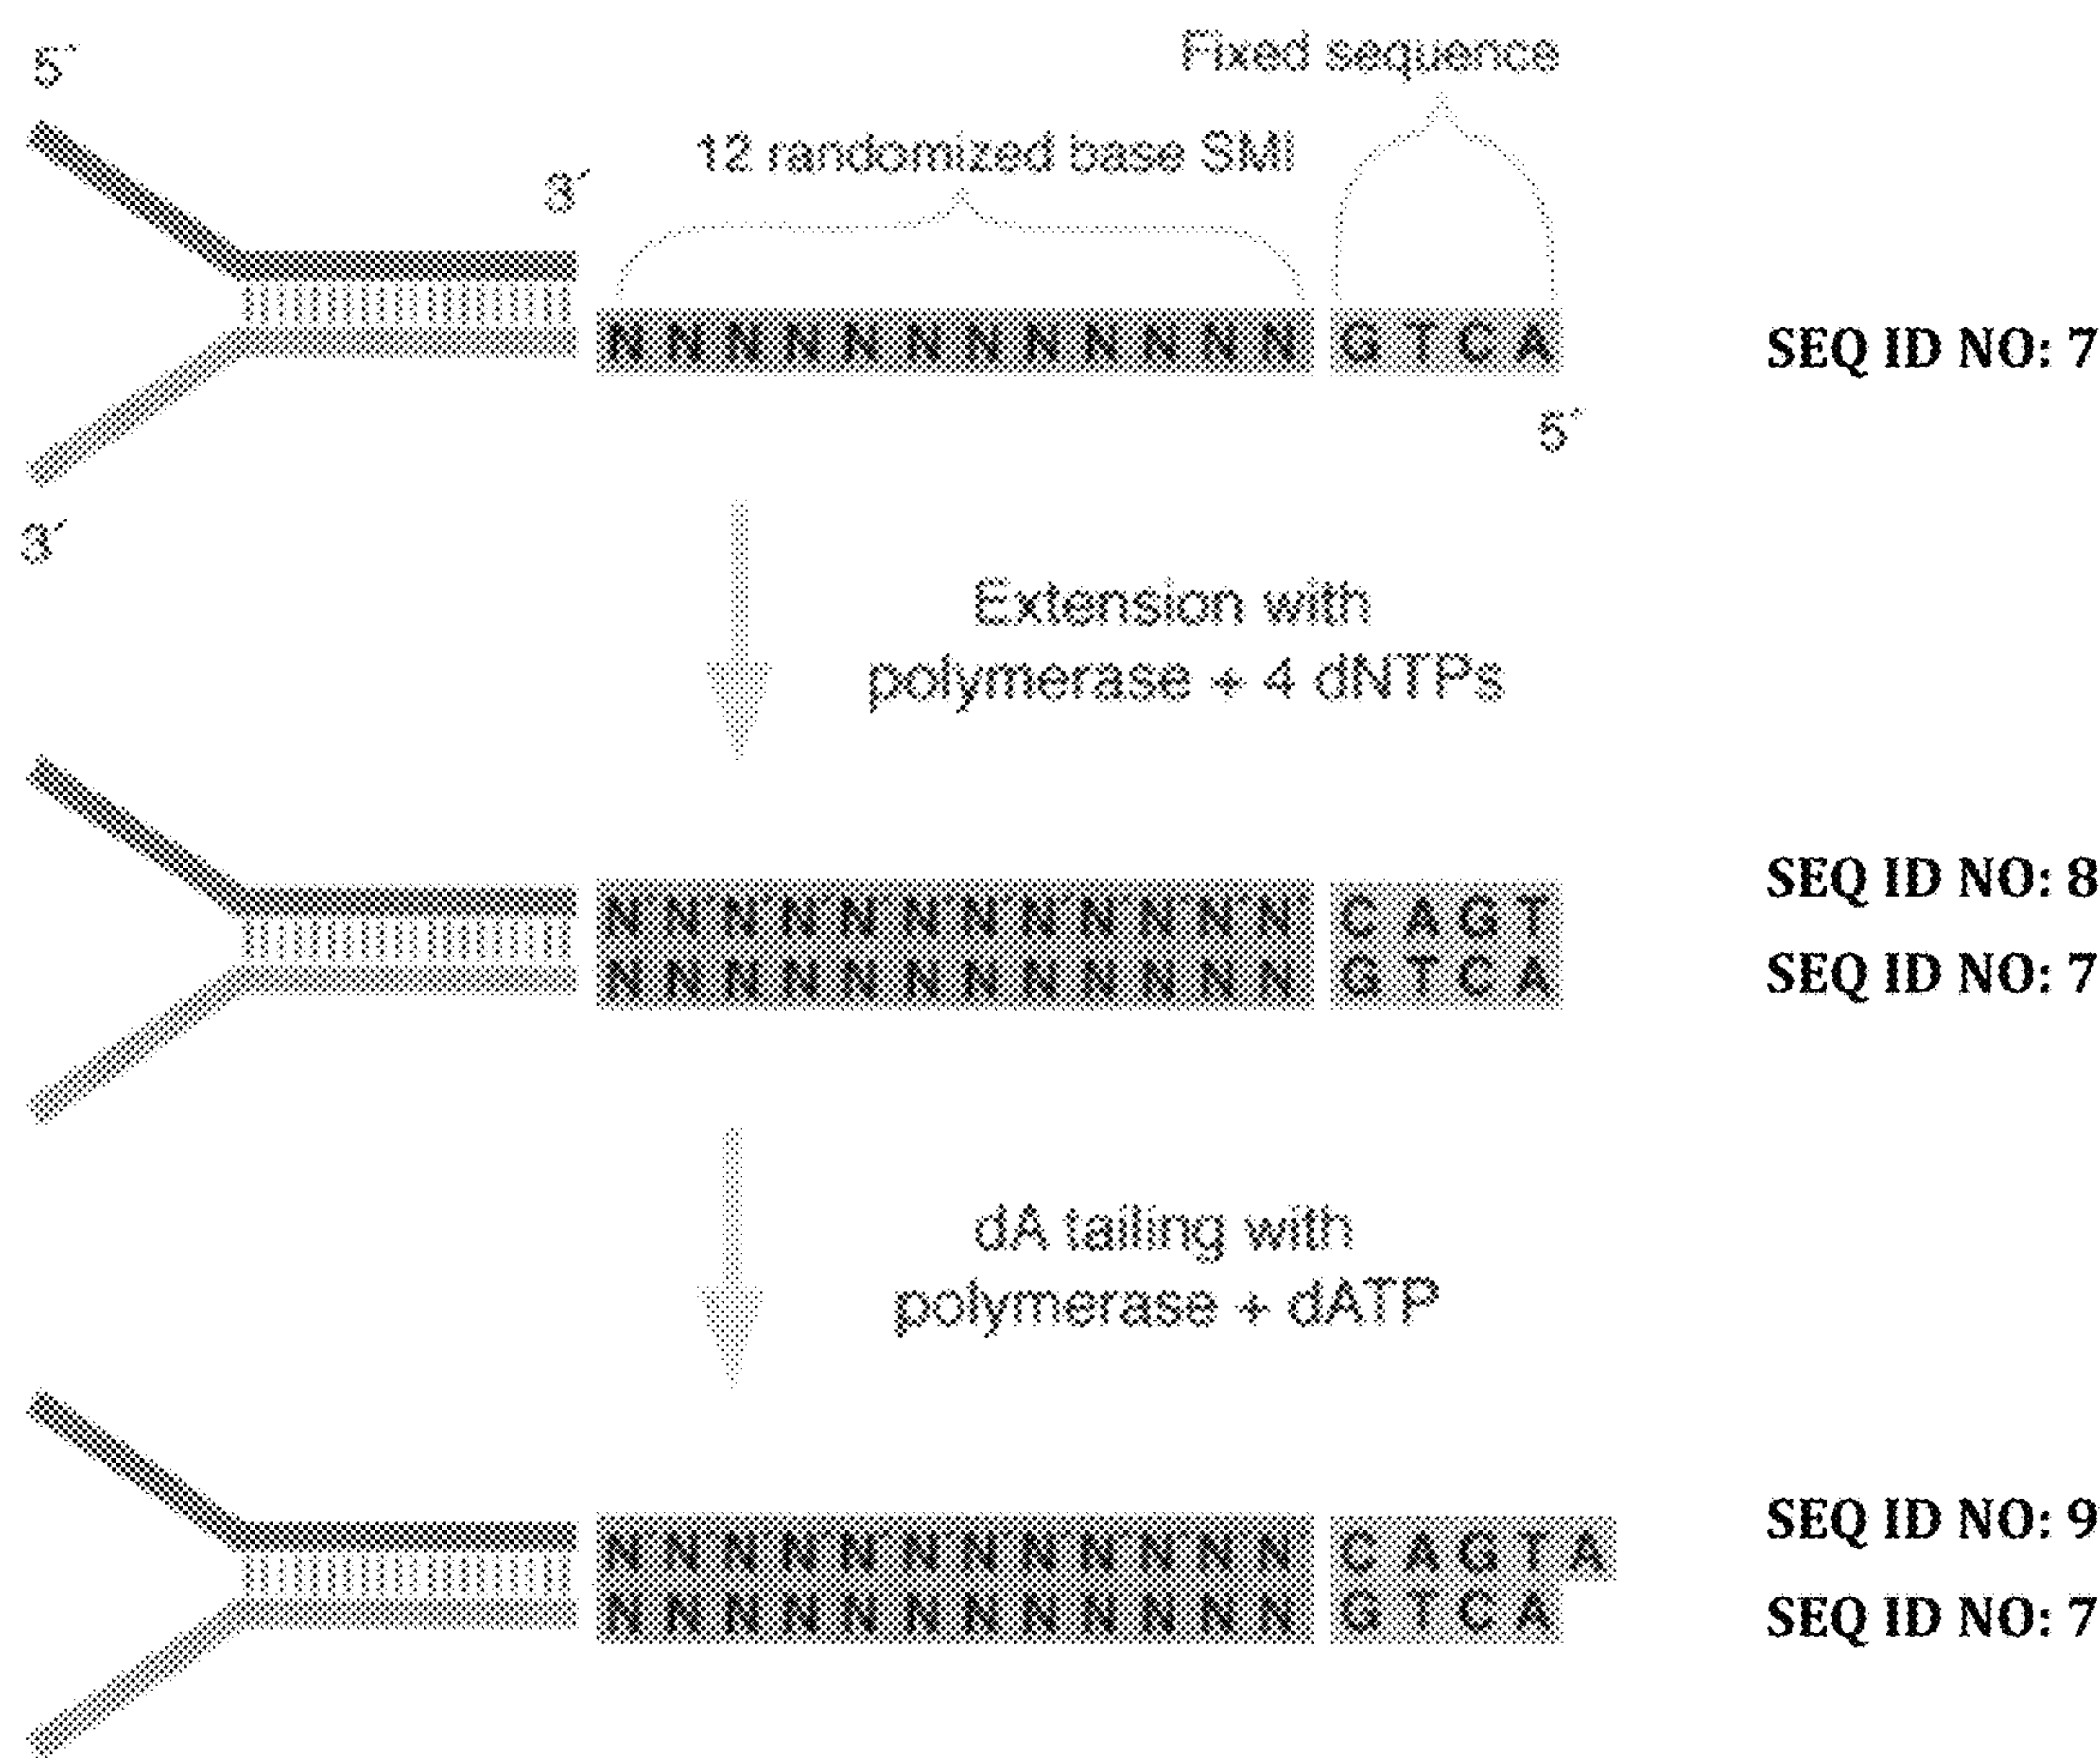 5´
Fixed sequence
12 randomized base SMI
3´
N N N N N N N N N N N N G T C A
SEQ ID NO: 7
5´
3´
Extension with
polymerase + 4 dNTPs
N N N N N N N N N N N N C A G T
SEQ ID NO: 8
N N N N N N N N N N N N G T C A
SEQ ID NO: 7
dA tailing with
polymerase + dATP
N N N N N N N N N N N N C A G T A
SEQ ID NO: 9
N N N N N N N N N N N N G T C A
SEQ ID NO: 7